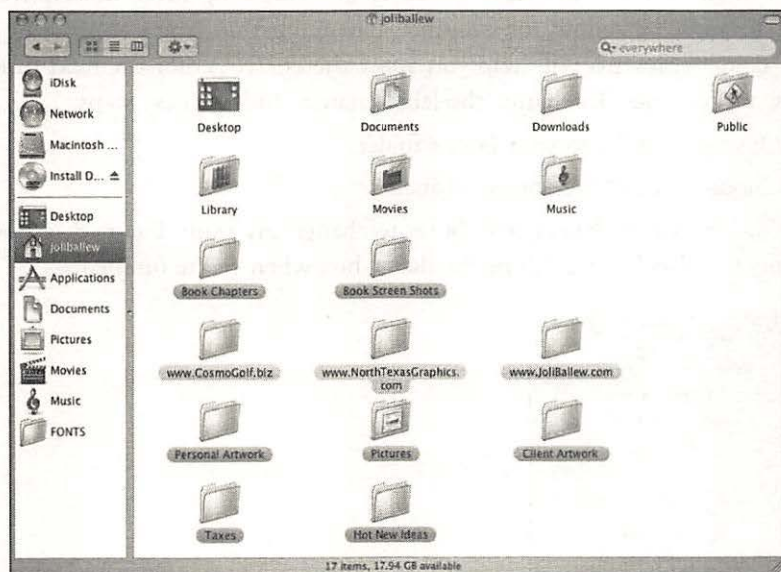 joliballew
everywhere
iDisk
Network
Macintosh ...
Install D...
Desktop
joliballew
Applications
Documents
Pictures
Movies
Music
FONTS
Desktop Documents Downloads Public
Library Movies Music
Book Chapters Book Screen Shots
www.CosmoGolf.biz www.NorthTexasGraphics. www.JoliBallew.com
com
Personal Artwork Pictures Client Artwork
Taxes Hot New Ideas
17 items, 17.94 GB available